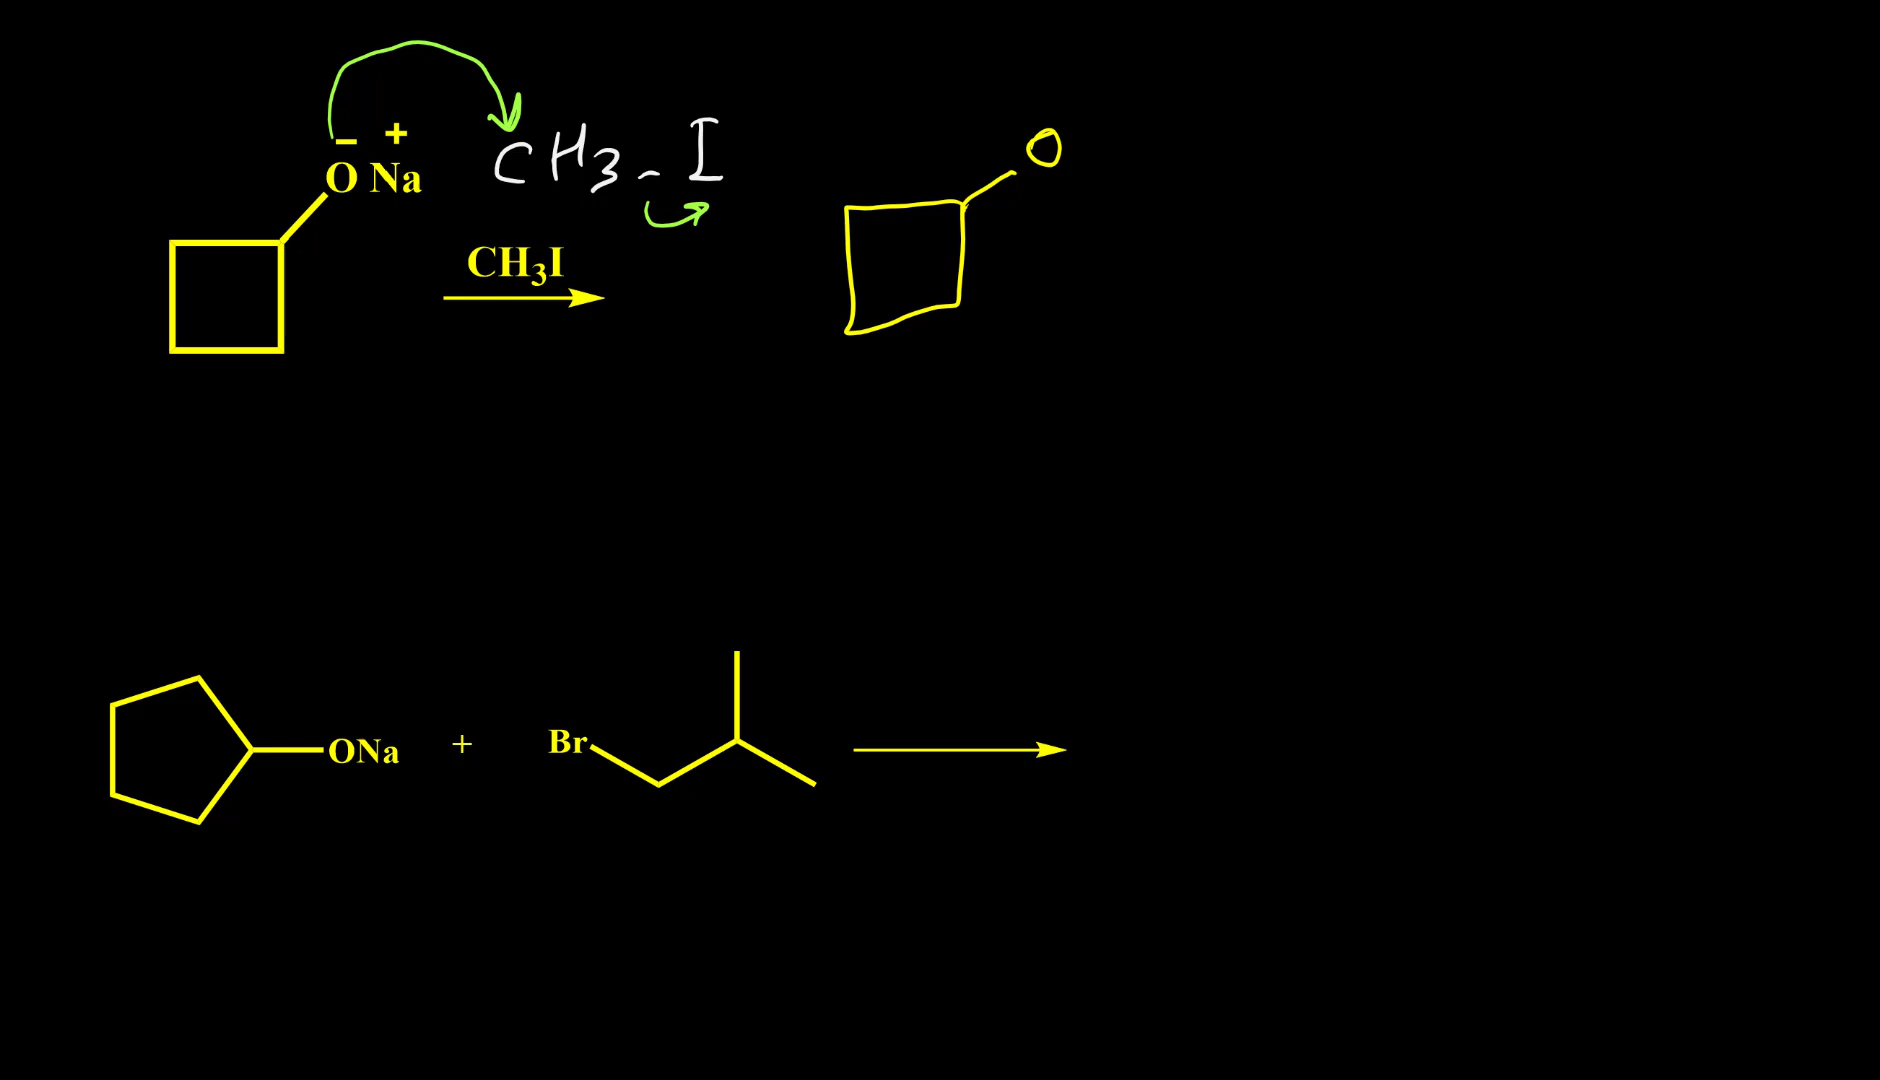 − +
O Na
CH3-I
O
CH₃I
ONa + Br